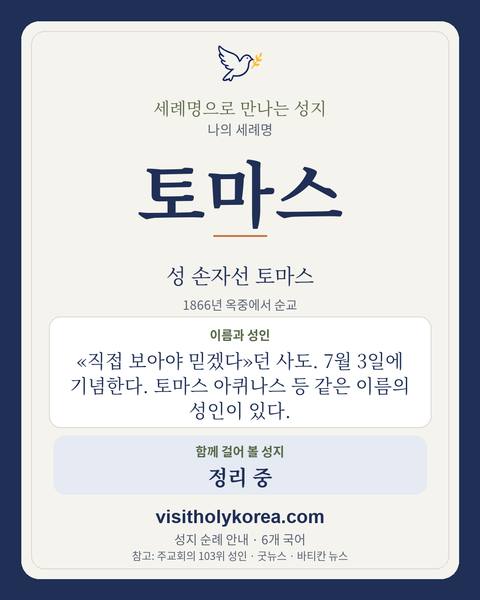 세례명으로 만나는 성지
나의 세례명
토마스
성 손자선 토마스
1866년 옥중에서 순교
이름과 성인
«직접 보아야 믿겠다»던 사도. 7월 3일에
기념한다. 토마스 아퀴나스 등 같은 이름의
성인이 있다.
함께 걸어 볼 성지
정리 중
visitholykorea.com
성지 순례 안내 · 6개 국어
참고: 주교회의 103위 성인 · 굿뉴스 · 바티칸 뉴스